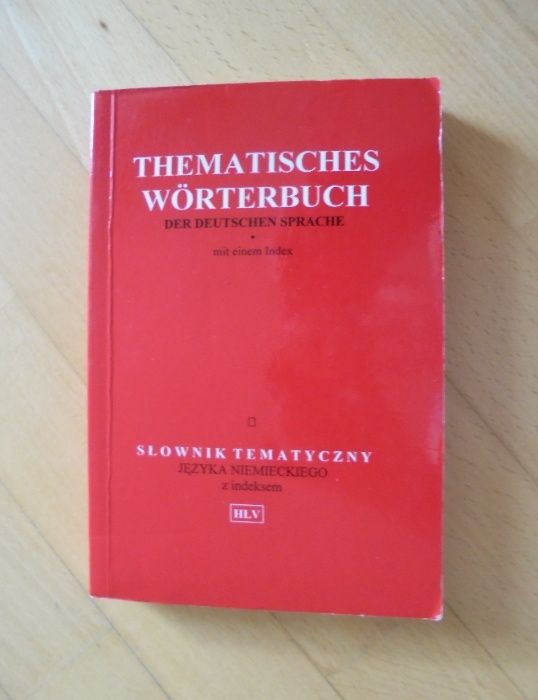 THEMATISCHES
WÖRTERBUCH
DER DEUTSCHEN SPRACHE
•
mit einem Index
SŁOWNIK TEMATYCZNY
JĘZYKA NIEMIECKIEGO
z indeksem
HLV